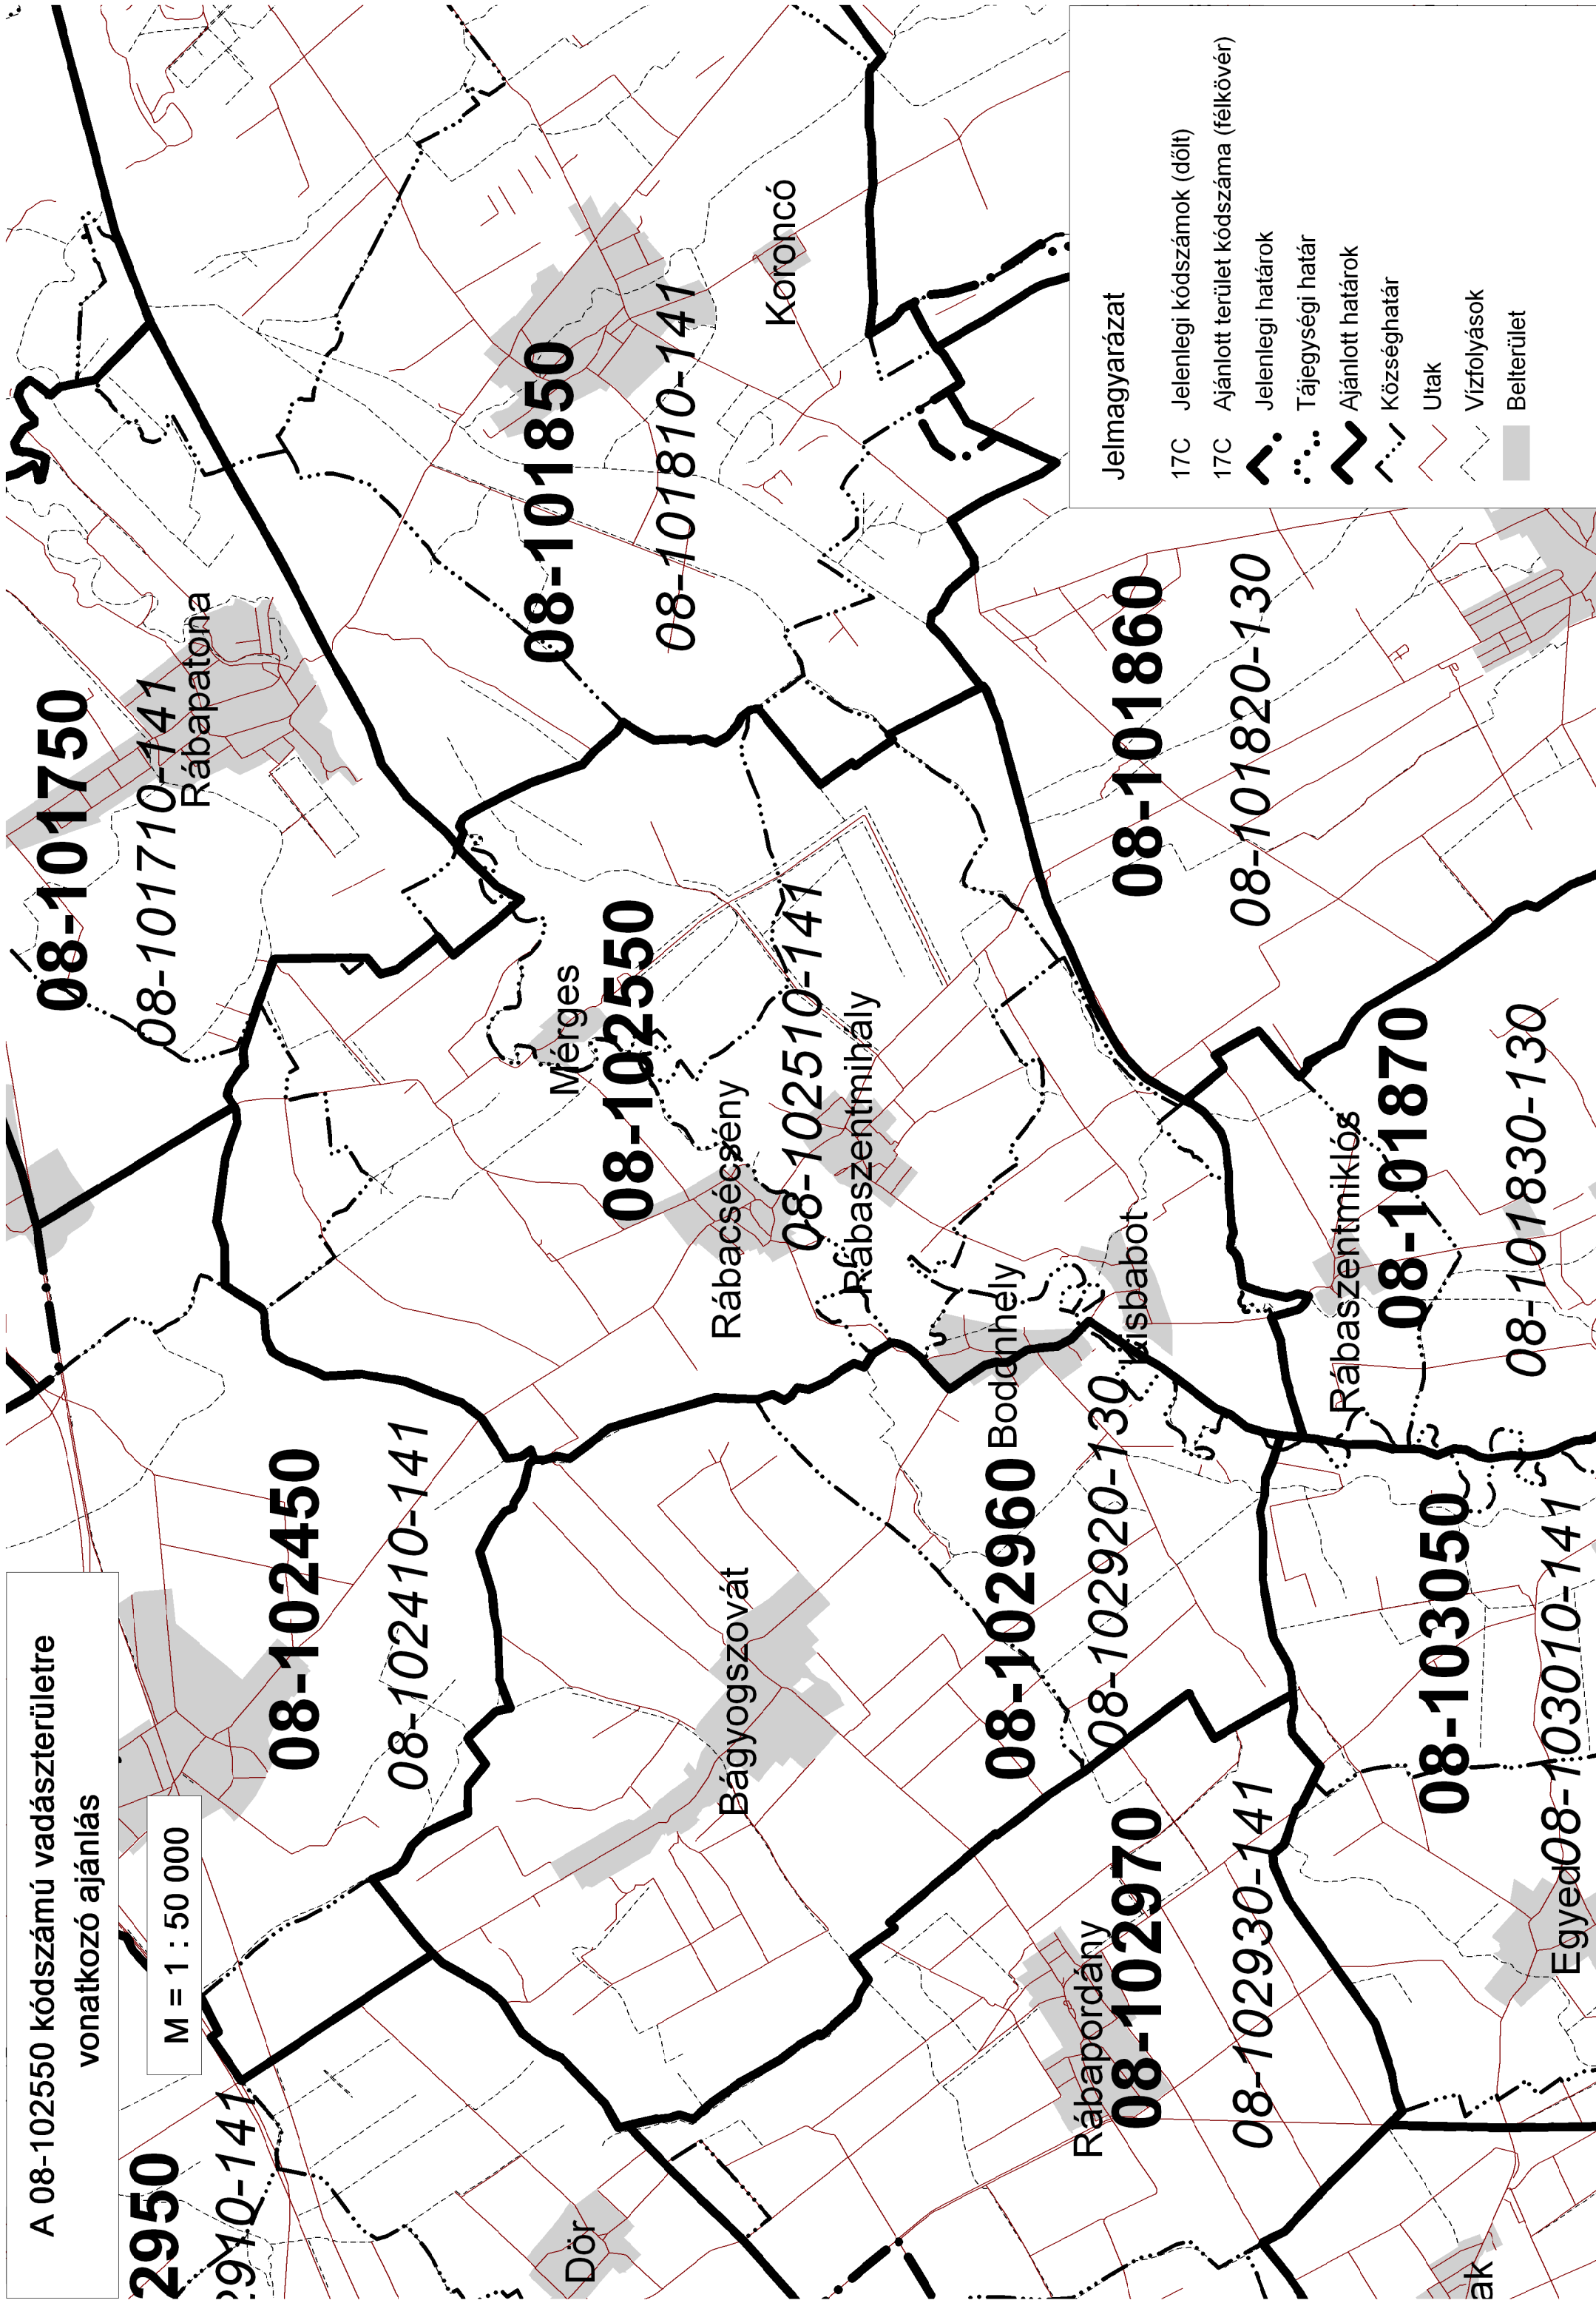 A 08-102550 kódszámú vadászterületre
vonatkozó ajánlás
M = 1 : 50 000
2950
2910-141
Dör
08-102450
08-102410-141
Bágyogszovát
08-102960
08-102920-130
Rábapordány
08-102970
08-102930-141
08-103050
08-103010-141
Egyed
ak
08-101750
08-101710-141
Rábapatona
Mérges
08-102550
Rábacsécsény
08-102510-141
Rábaszentmihály
Bodonhely
Kisbabot
Rábaszentmiklós
08-101870
08-101830-130
08-101850
08-101810-141
Koroncó
08-101860
08-101820-130
Jelmagyarázat
17C Jelenlegi kódszámok (dőlt)
17C Ajánlott terület kódszáma (félkövér)
Jelenlegi határok
Tájegységi határ
Ajánlott határok
Községhatár
Utak
Vízfolyások
Belterület